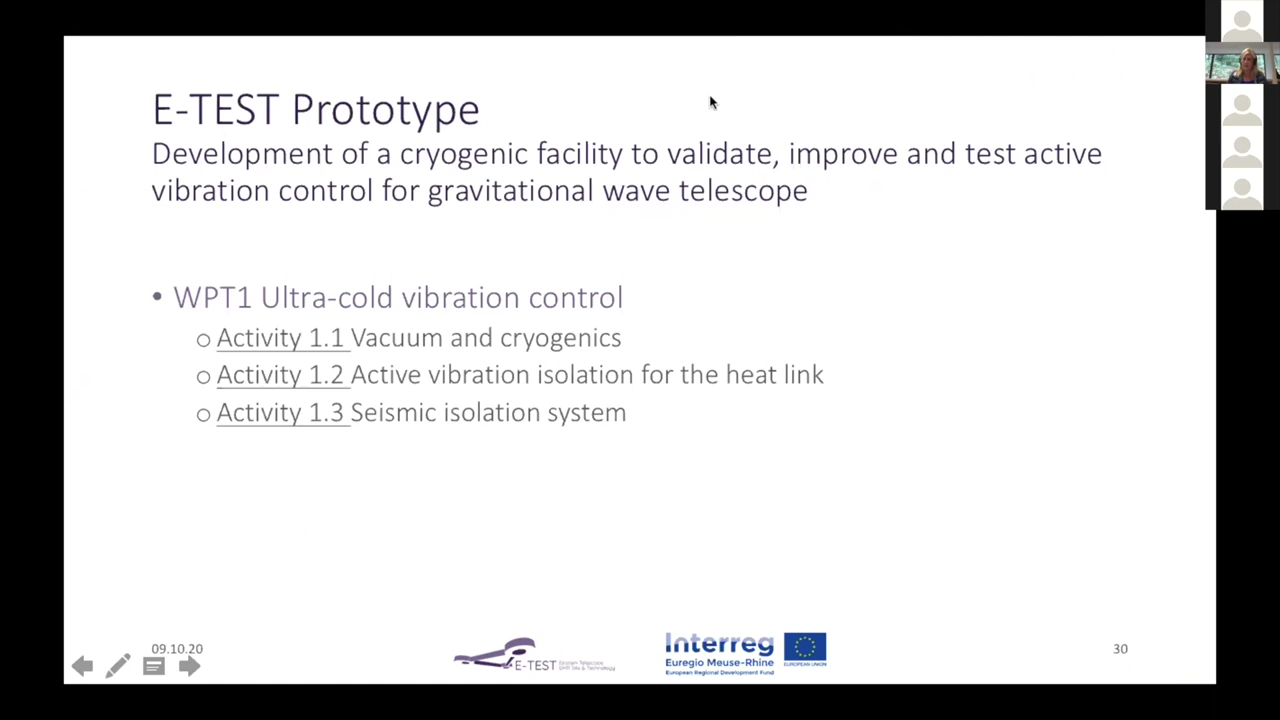 E-TEST Prototype
Development of a cryogenic facility to validate, improve and test active
vibration control for gravitational wave telescope
• WPT1 Ultra-cold vibration control
o Activity 1.1 Vacuum and cryogenics
o Activity 1.2 Active vibration isolation for the heat link
o Activity 1.3 Seismic isolation system
09.10.20
E-TEST Einstein Telescope
EMR Site & Technology
Interreg
Euregio Meuse-Rhine
European Regional Development Fund
EUROPEAN UNION
30